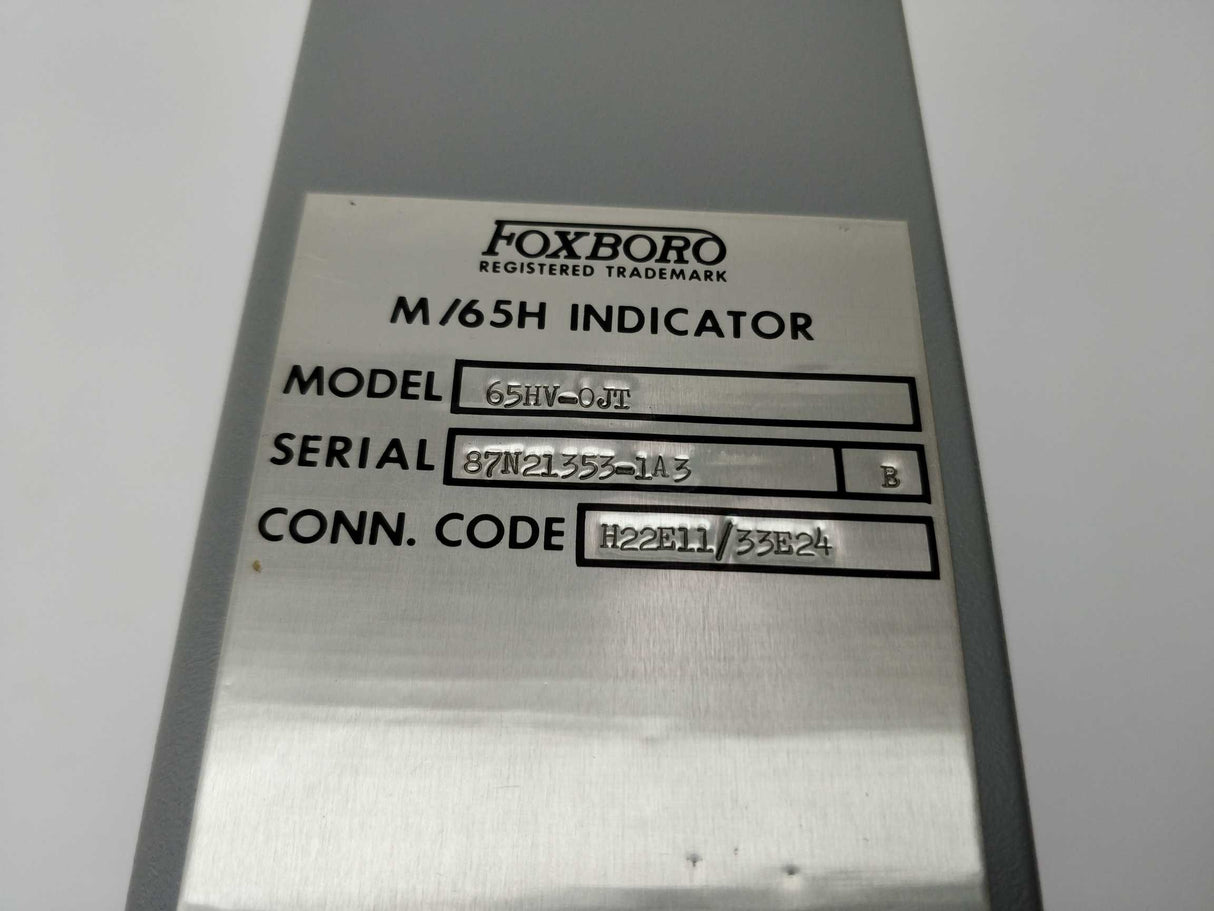 FOXBORO
REGISTERED TRADEMARK
M/65H INDICATOR
MODEL 65HV-OJT
SERIAL 87N21353-1A3 B
CONN. CODE H22E11/33E24